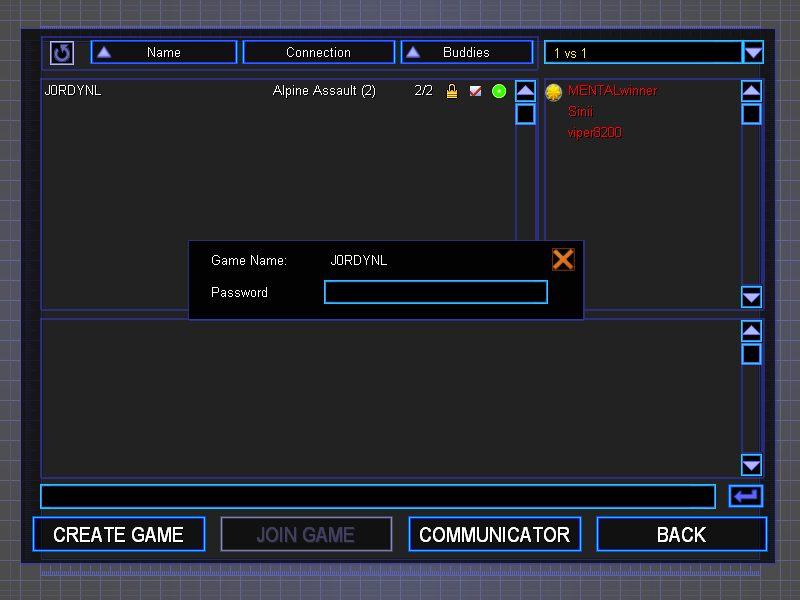 Name Connection Buddies 1 vs 1
J0RDYNL Alpine Assault (2) 2/2
MENTALwinner
Sinii
viper8200
Game Name: J0RDYNL
Password
CREATE GAME JOIN GAME COMMUNICATOR BACK